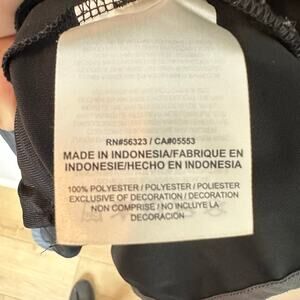 RN#56323 / CA#05553
MADE IN INDONESIA/FABRIQUE EN
INDONESIE/HECHO EN INDONESIA
100% POLYESTER / POLYESTER / POLIESTER
EXCLUSIVE OF DECORATION / DECORATION
NON COMPRISE / NO INCLUYE LA
DECORACION